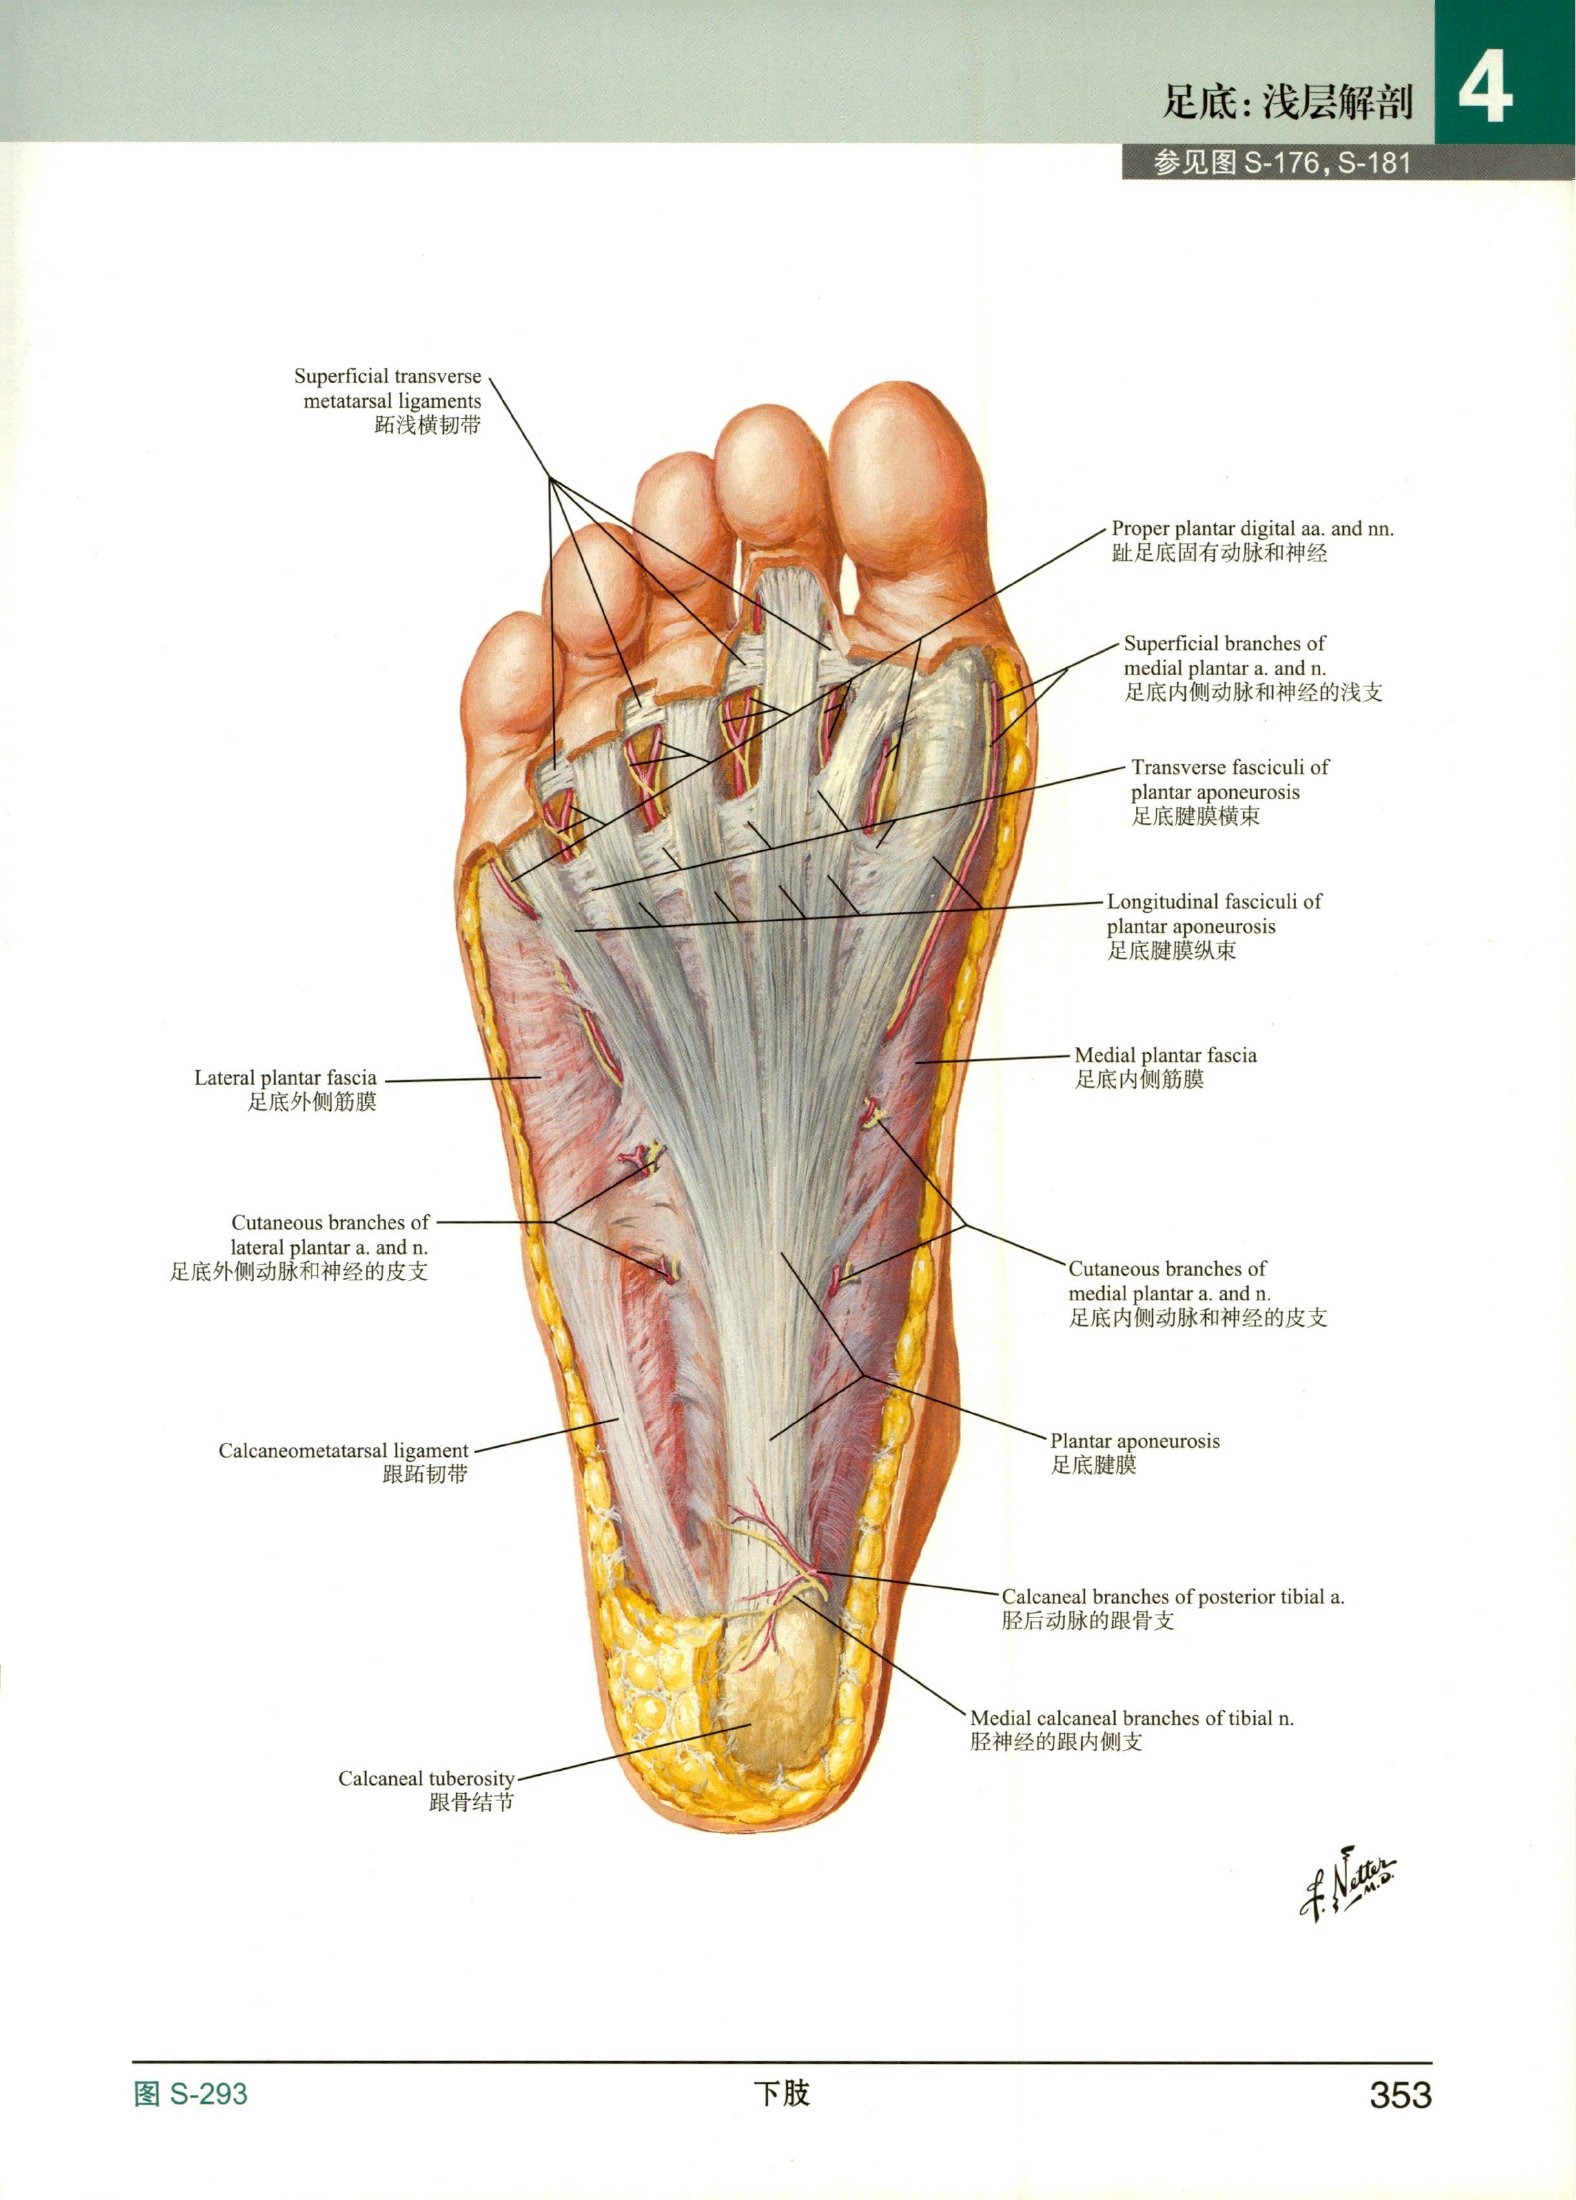 足底：浅层解剖
4
参见图 S-176, S-181
Superficial transverse
metatarsal ligaments
跖浅横韧带
Proper plantar digital aa. and nn.
趾足底固有动脉和神经
Superficial branches of
medial plantar a. and n.
足底内侧动脉和神经的浅支
Transverse fasciculi of
plantar aponeurosis
足底腱膜横束
Longitudinal fasciculi of
plantar aponeurosis
足底腱膜纵束
Medial plantar fascia
足底内侧筋膜
Lateral plantar fascia
足底外侧筋膜
Cutaneous branches of
lateral plantar a. and n.
足底外侧动脉和神经的皮支
Cutaneous branches of
medial plantar a. and n.
足底内侧动脉和神经的皮支
Calcaneometatarsal ligament
跟跖韧带
Plantar aponeurosis
足底腱膜
Calcaneal branches of posterior tibial a.
胫后动脉的跟骨支
Medial calcaneal branches of tibial n.
胫神经的跟内侧支
Calcaneal tuberosity
跟骨结节
F. Netter
M.D.
图 S-293
下肢
353